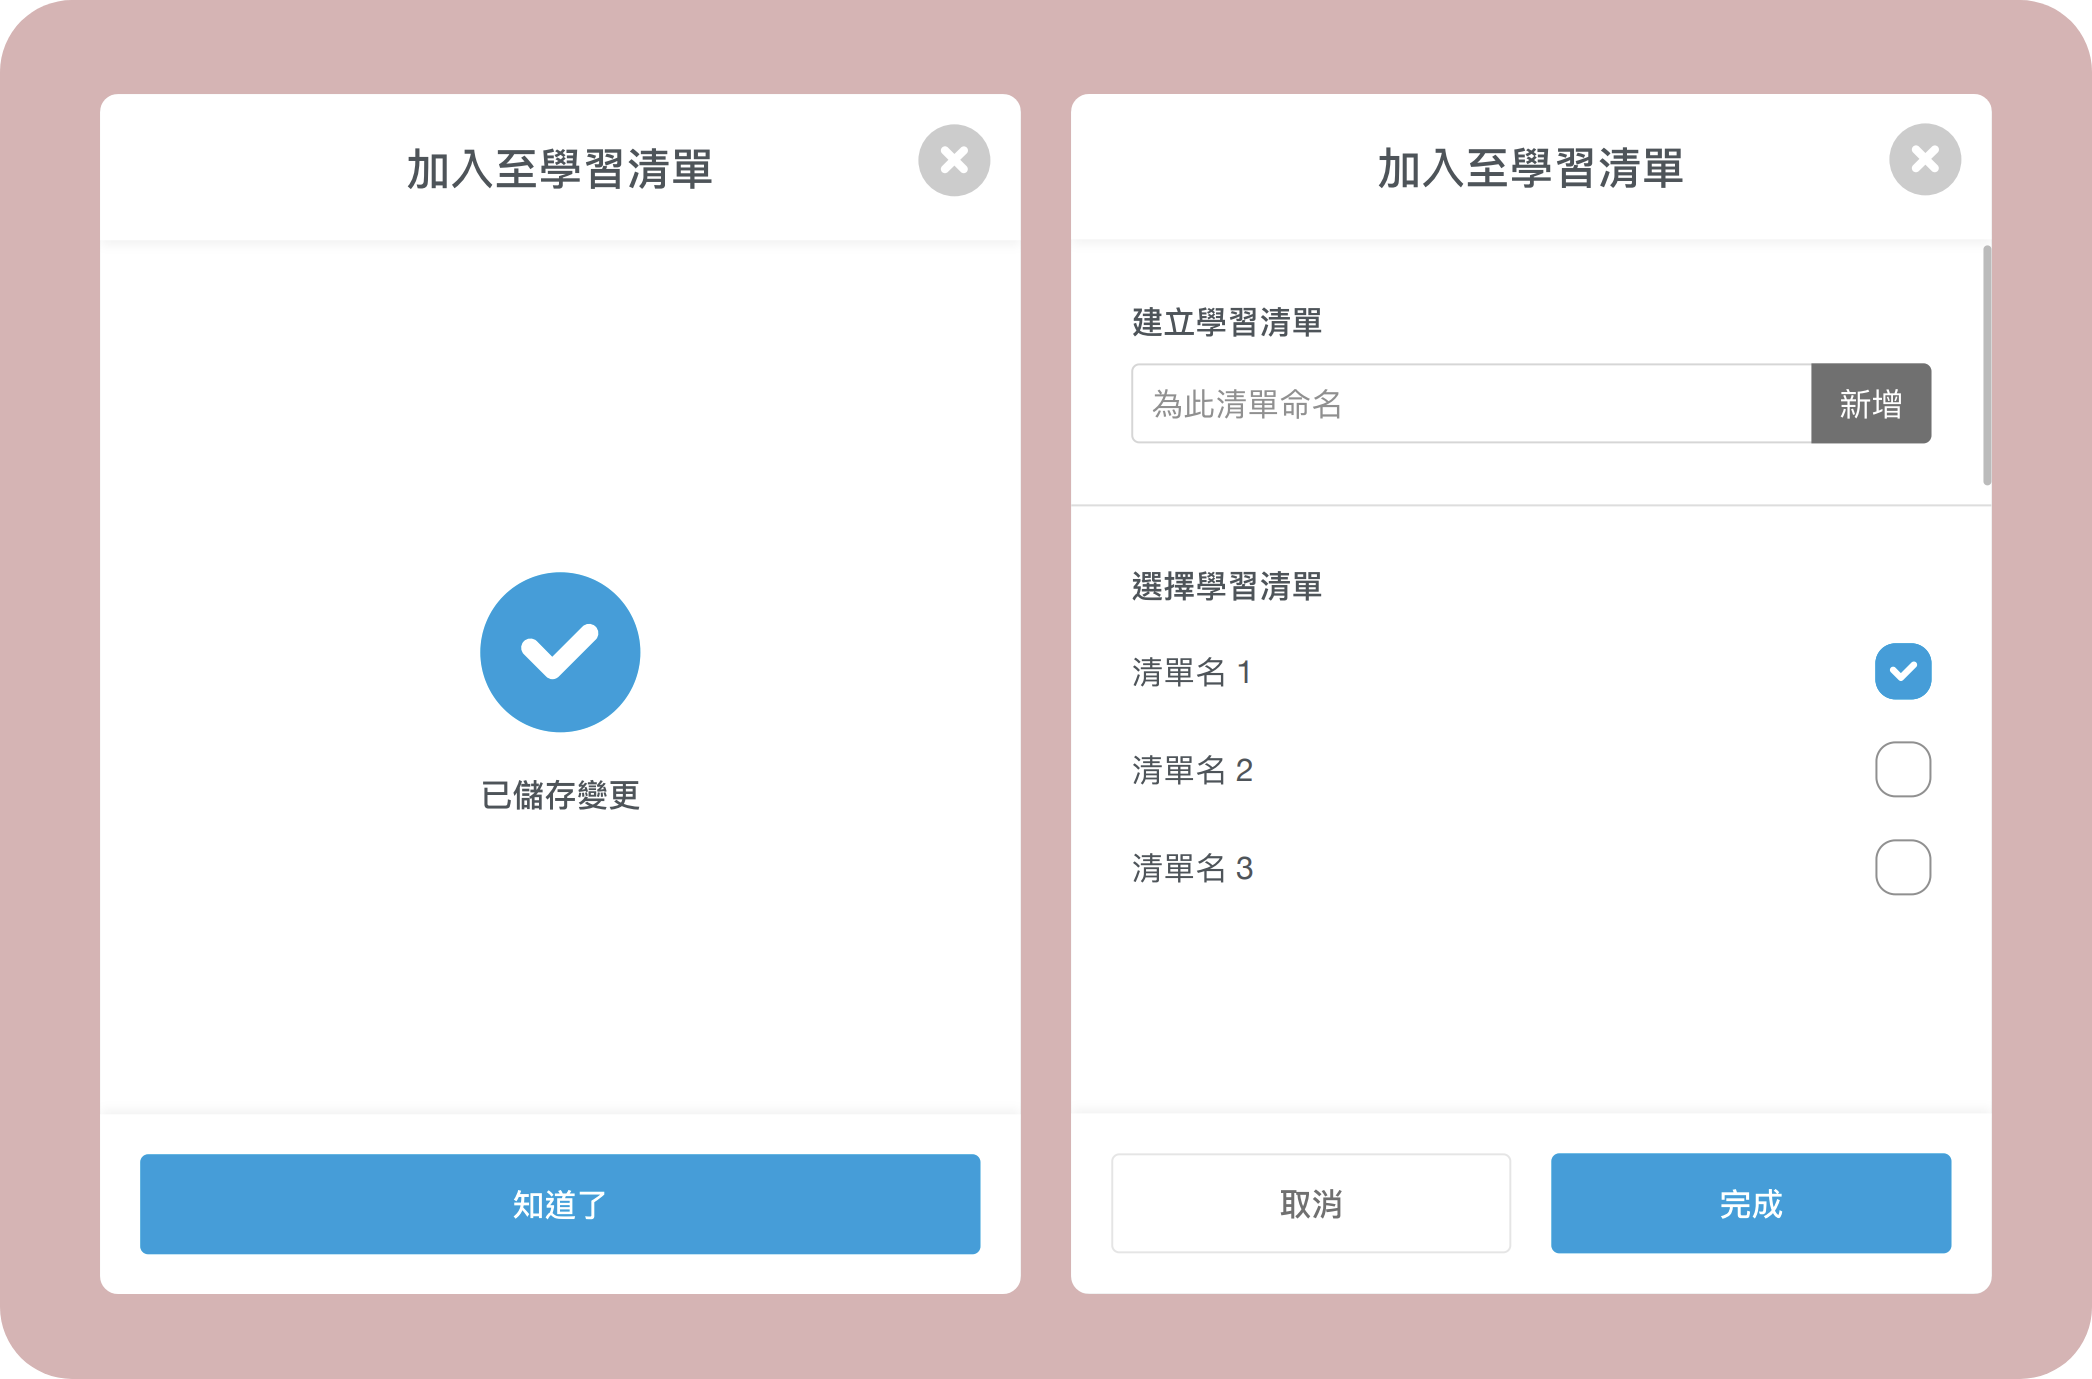 加入至學習清單
已儲存變更
知道了
加入至學習清單
建立學習清單
為此清單命名
新增
選擇學習清單
清單名 1
清單名 2
清單名 3
取消
完成